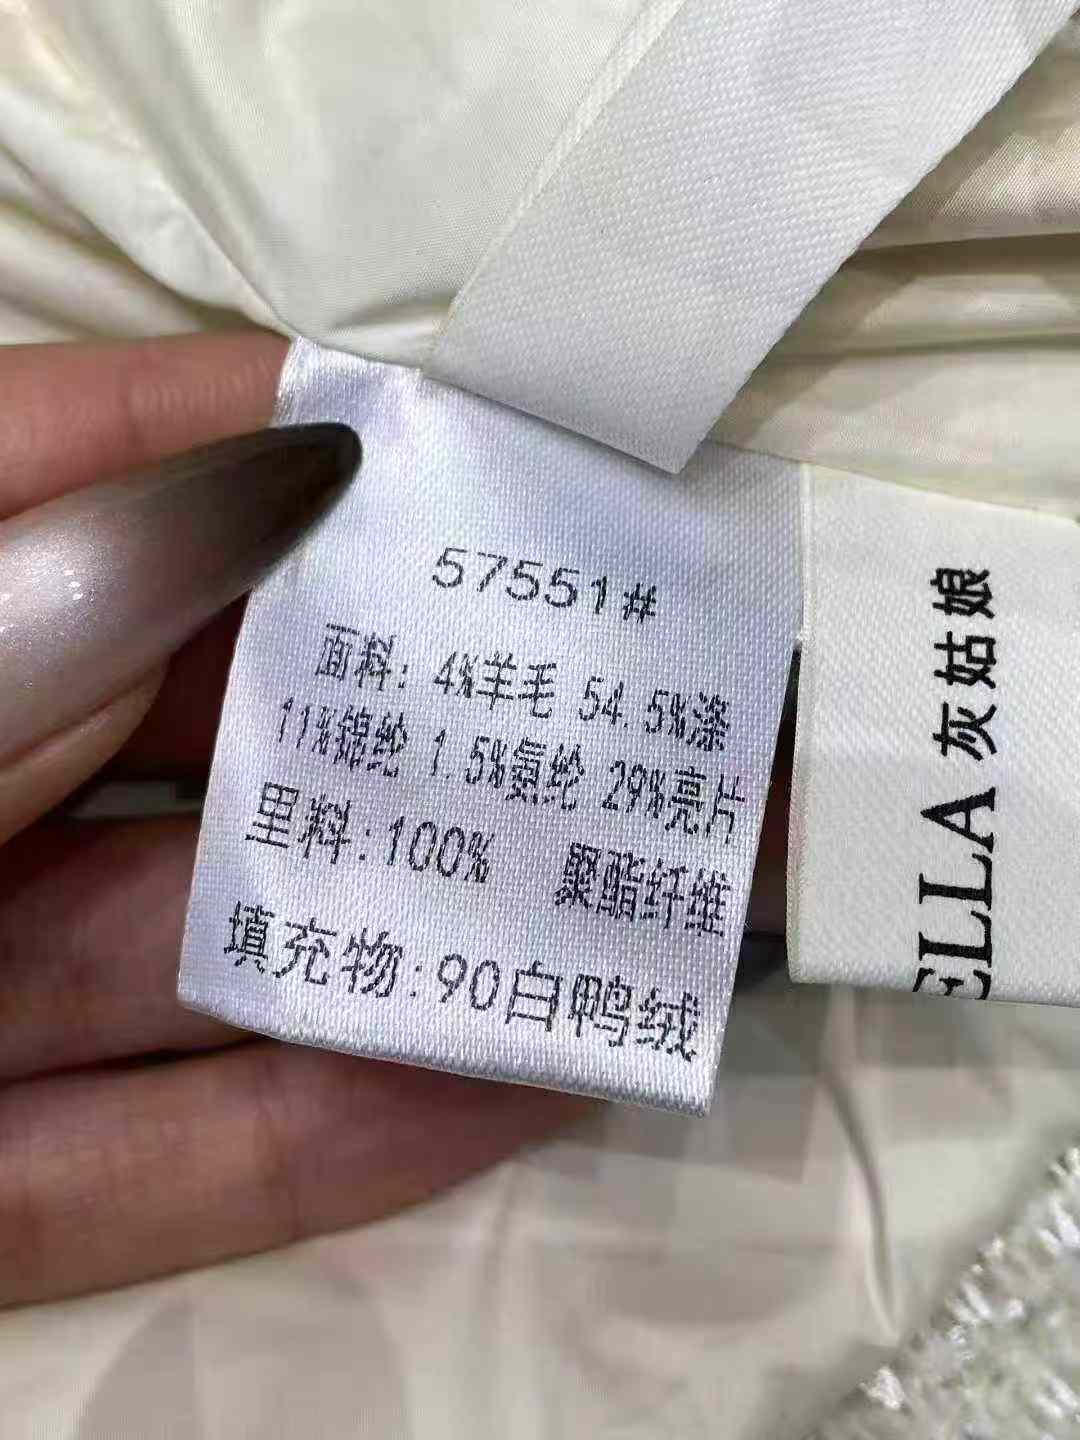 57551#
面料: 4%羊毛 54.5%涤
11%锦纶 1.5%氨纶 29%亮片
里料:100% 聚酯纤维
填充物:90白鸭绒
ELLA 灰姑娘